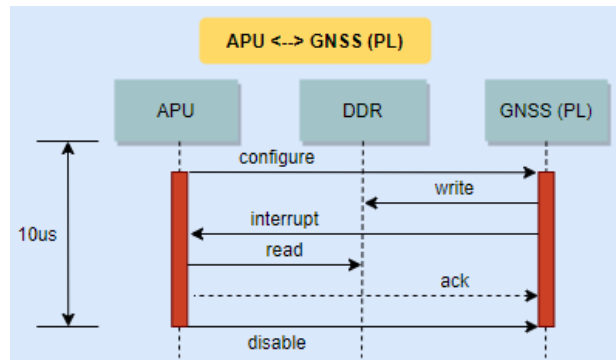 APU <--> GNSS (PL)
APU
DDR
GNSS (PL)
configure
write
interrupt
10us
read
ack
disable